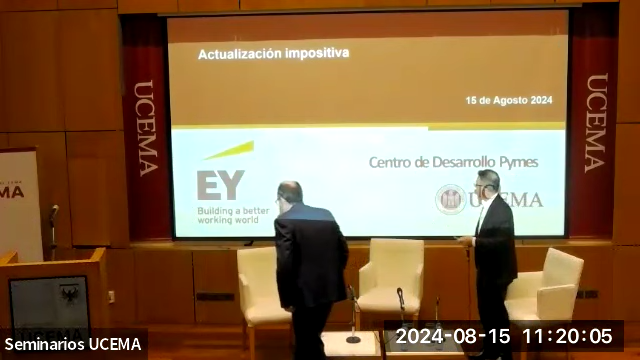 Actualización impositiva
15 de Agosto 2024
UCEMA
UCEMA
EY
Building a better
working world
Centro de Desarrollo Pymes
UCEMA
Seminarios UCEMA
2024-08-15 11:20:05